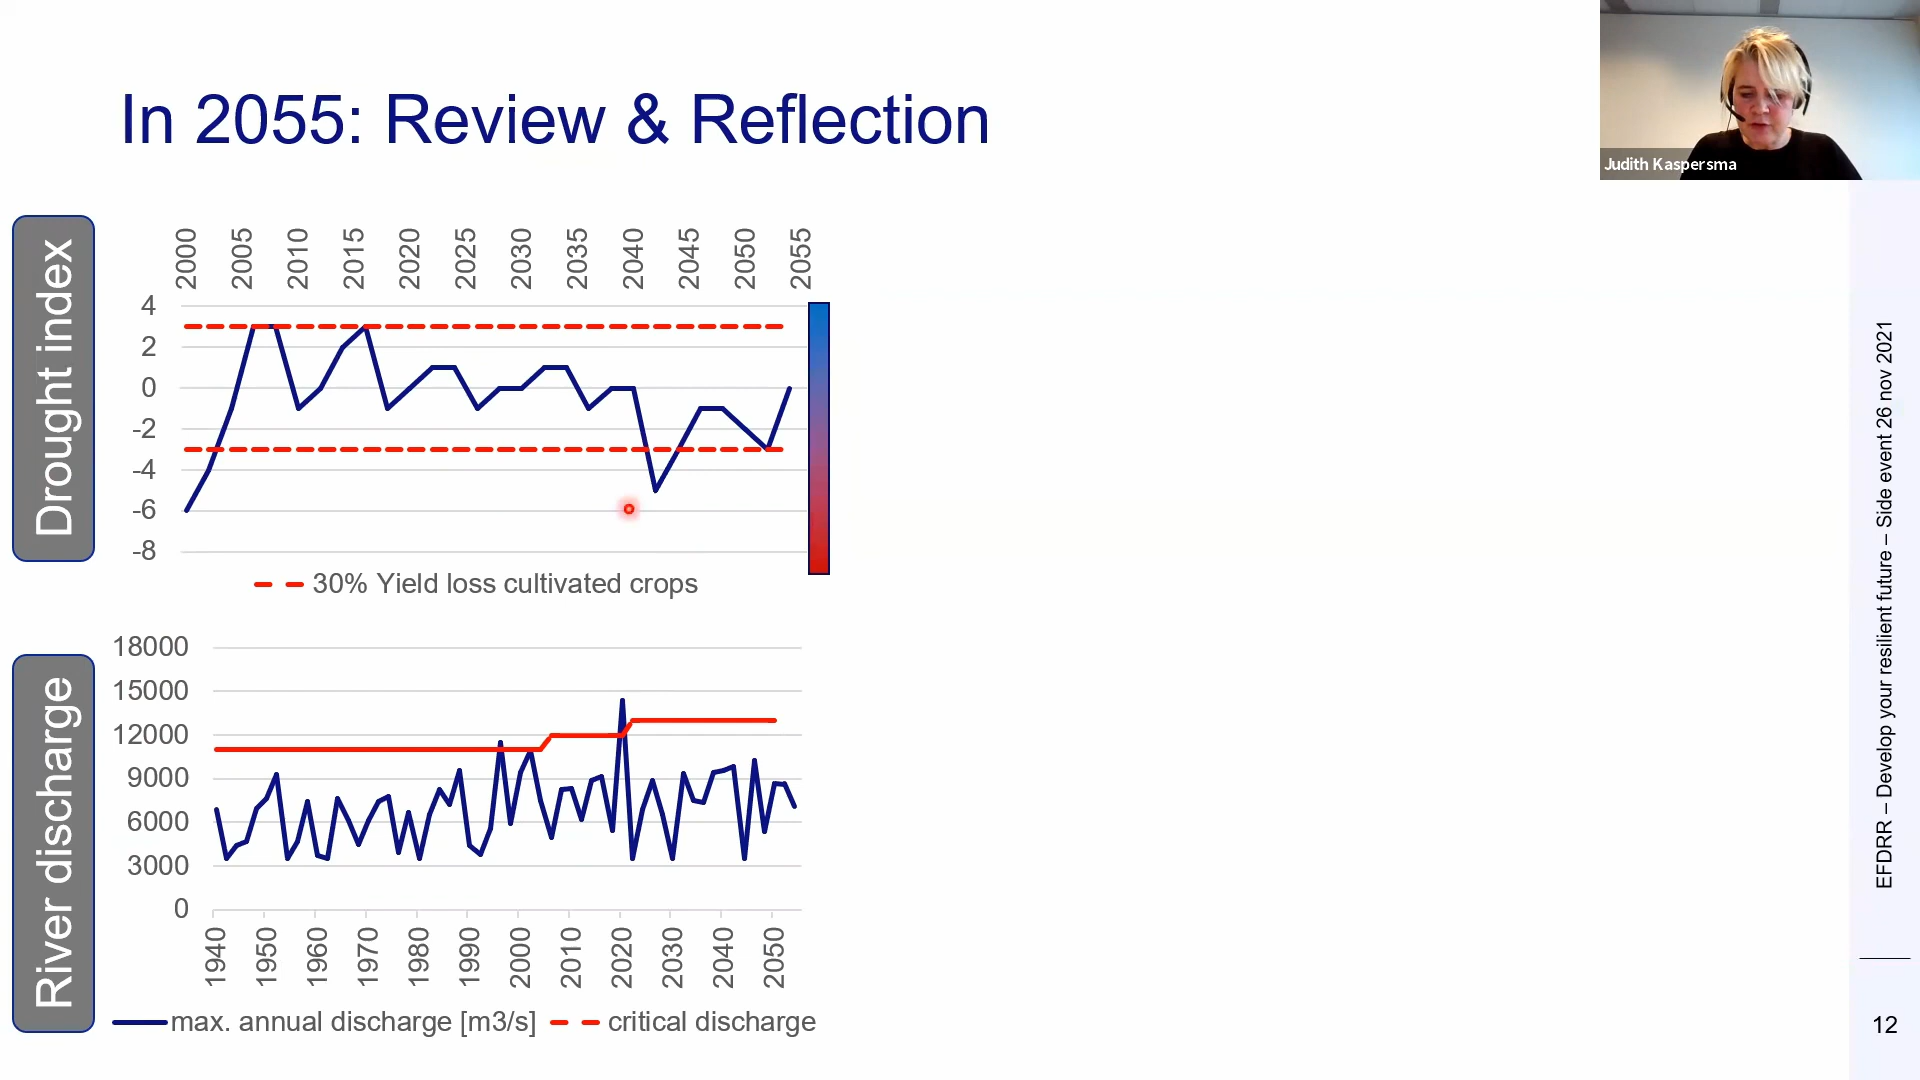 In 2055: Review & Reflection
Judith Kaspersma
Drought index
2000 2005 2010 2015 2020 2025 2030 2035 2040 2045 2050 2055
4
2
0
-2
-4
-6
-8
30% Yield loss cultivated crops
River discharge
18000
15000
12000
9000
6000
3000
0
1940 1950 1960 1970 1980 1990 2000 2010 2020 2030 2040 2050
max. annual discharge [m3/s] critical discharge
EFDRR – Develop your resilient future – Side event 26 nov 2021
12